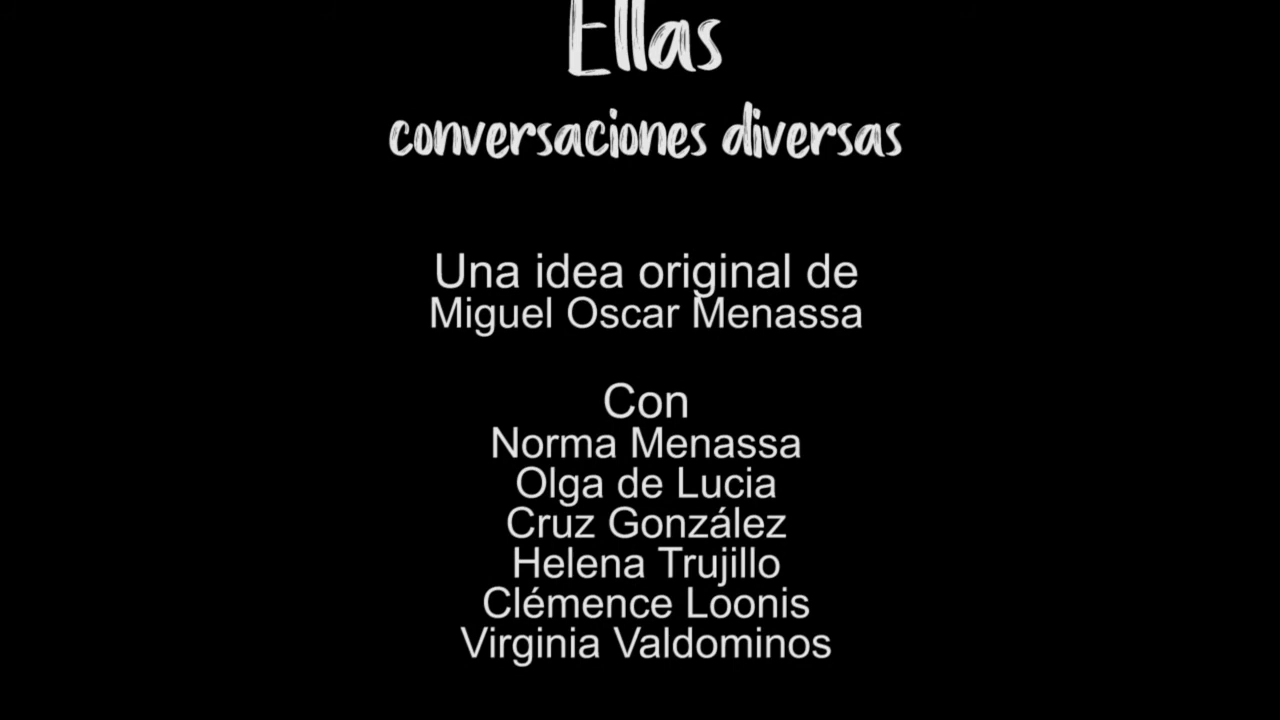 Ellas
conversaciones diversas
Una idea original de
Miguel Oscar Menassa
Con
Norma Menassa
Olga de Lucia
Cruz González
Helena Trujillo
Clémence Loonis
Virginia Valdominos